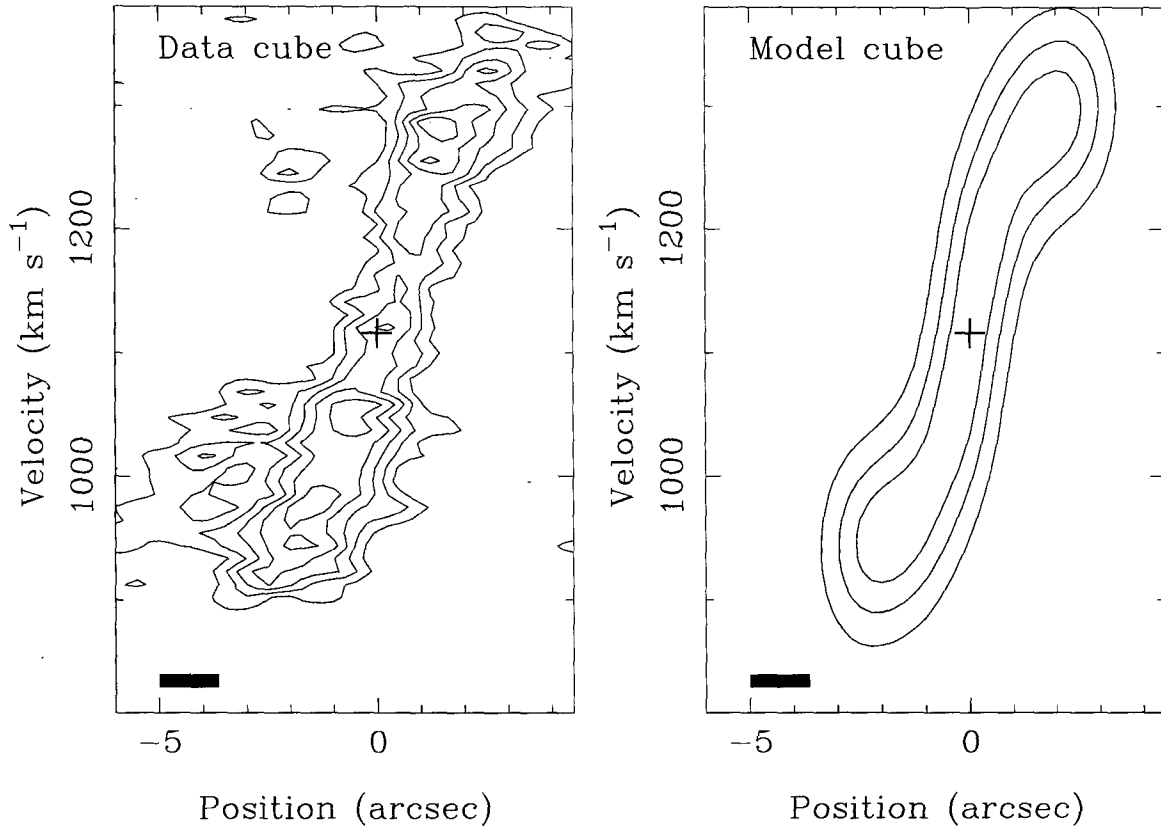 Data cube
Velocity (km s−1)
1200
1000
−5
0
Position (arcsec)
Model cube
Velocity (km s−1)
1200
1000
−5
0
Position (arcsec)